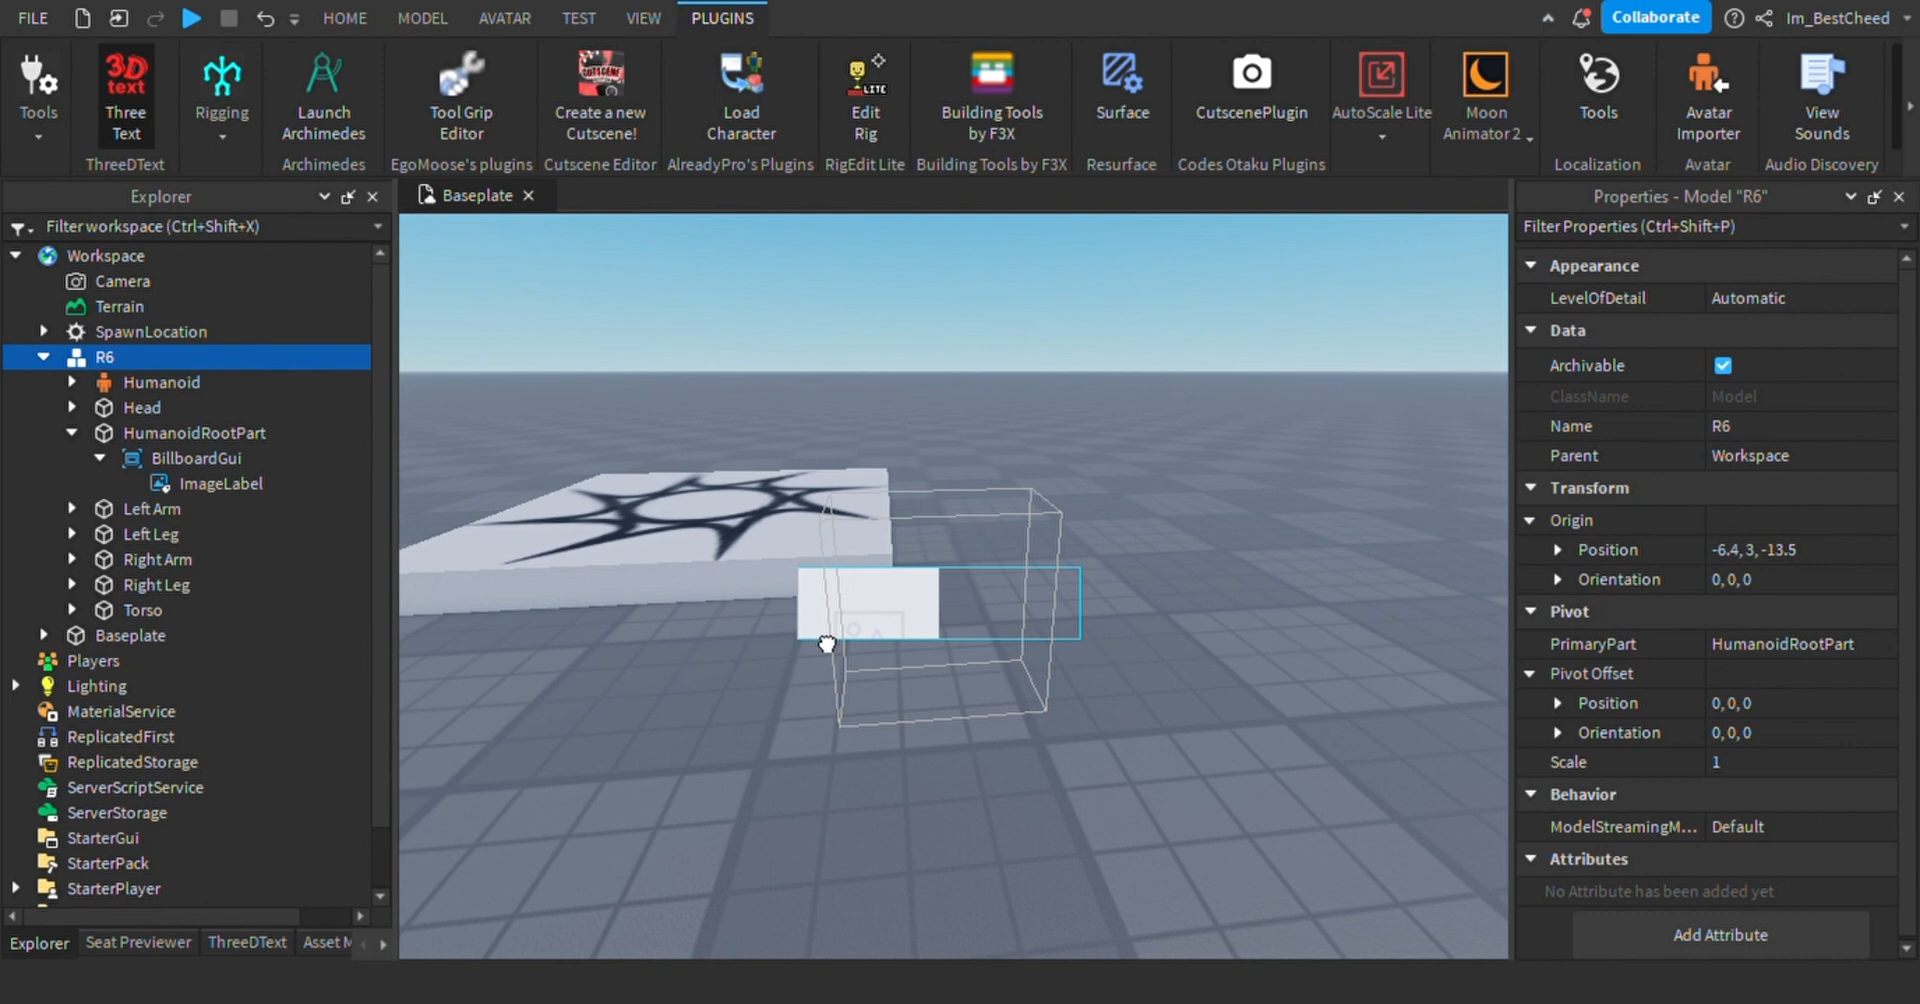 FILE
HOME
MODEL
AVATAR
TEST
VIEW
PLUGINS
Collaborate
Im_BestCheed
Tools
3D
text
Three
Text
ThreeDText
Rigging
Launch
Archimedes
Archimedes
Tool Grip
Editor
EgoMoose's plugins
CUTSCENE
Create a new
Cutscene!
Cutscene Editor
Load
Character
AlreadyPro's Plugins
LITE
Edit
Rig
RigEdit Lite
Building Tools
by F3X
Building Tools by F3X
Surface
Resurface
CutscenePlugin
Codes Otaku Plugins
AutoScale Lite
Moon
Animator 2
Tools
Localization
Avatar
Importer
Avatar
View
Sounds
Audio Discovery
Explorer
Filter workspace (Ctrl+Shift+X)
Workspace
Camera
Terrain
SpawnLocation
R6
Humanoid
Head
HumanoidRootPart
BillboardGui
ImageLabel
Left Arm
Left Leg
Right Arm
Right Leg
Torso
Baseplate
Players
Lighting
MaterialService
ReplicatedFirst
ReplicatedStorage
ServerScriptService
ServerStorage
StarterGui
StarterPack
StarterPlayer
Explorer
Seat Previewer
ThreeDText
Asset M
Baseplate
Properties - Model "R6"
Filter Properties (Ctrl+Shift+P)
Appearance
LevelOfDetail Automatic
Data
Archivable
ClassName Model
Name R6
Parent Workspace
Transform
Origin
Position -6.4, 3, -13.5
Orientation 0, 0, 0
Pivot
PrimaryPart HumanoidRootPart
Pivot Offset
Position 0, 0, 0
Orientation 0, 0, 0
Scale 1
Behavior
ModelStreamingM... Default
Attributes
No Attribute has been added yet
Add Attribute